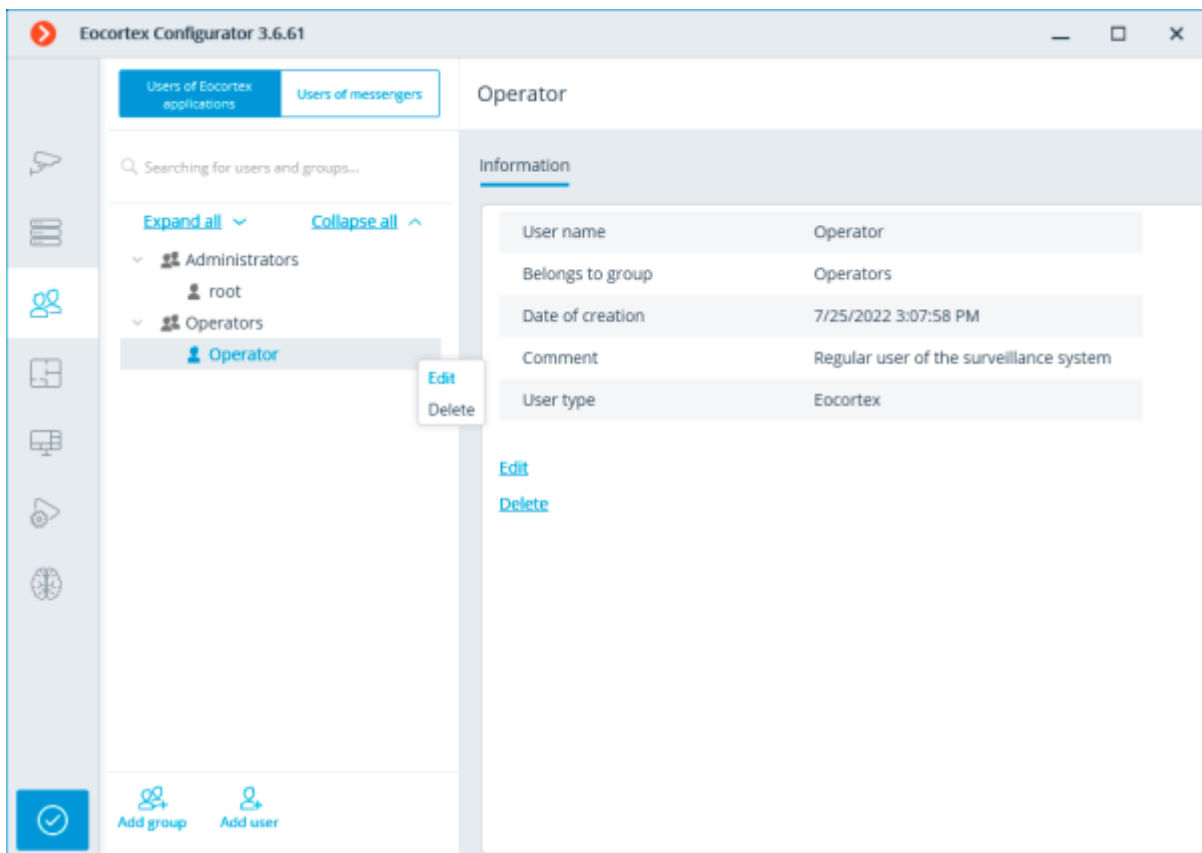 Eocortex Configurator 3.6.61
Users of Eocortex
applications
Users of messengers
Searching for users and groups...
Expand all
Collapse all
Administrators
root
Operators
Operator
Edit
Delete
Add group
Add user
Operator
Information
User name Operator
Belongs to group Operators
Date of creation 7/25/2022 3:07:58 PM
Comment Regular user of the surveillance system
User type Eocortex
Edit
Delete